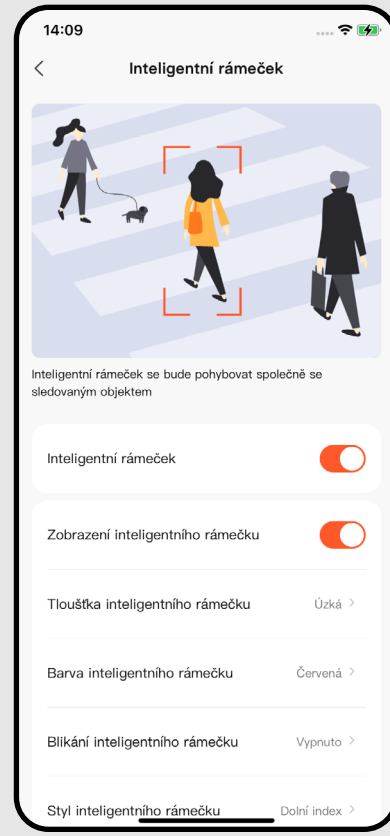 14:09
Inteligentní rámeček
Inteligentní rámeček se bude pohybovat společně se
sledovaným objektem
Inteligentní rámeček
Zobrazení inteligentního rámečku
Tloušťka inteligentního rámečku Úzká
Barva inteligentního rámečku Červená
Blikání inteligentního rámečku Vypnuto
Styl inteligentního rámečku Dolní index